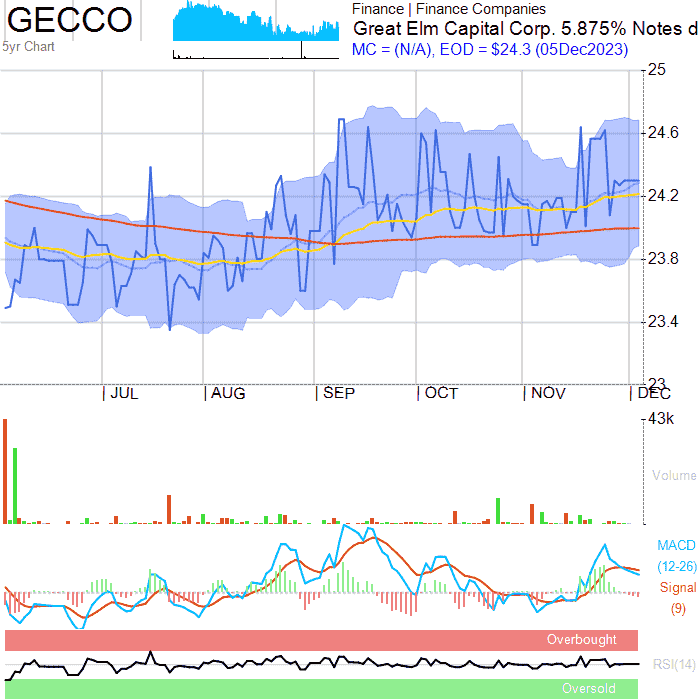 GECCO
5yr Chart
Finance | Finance Companies
Great Elm Capital Corp. 5.875% Notes d
MC = (N/A), EOD = $24.3 (05Dec2023)
25
24.6
24.2
23.8
23.4
23
| JUL
| AUG
| SEP
| OCT
| NOV
| DEC
43k
Volume
MACD
(12-26)
Signal
(9)
Overbought
RSI(14)
Oversold